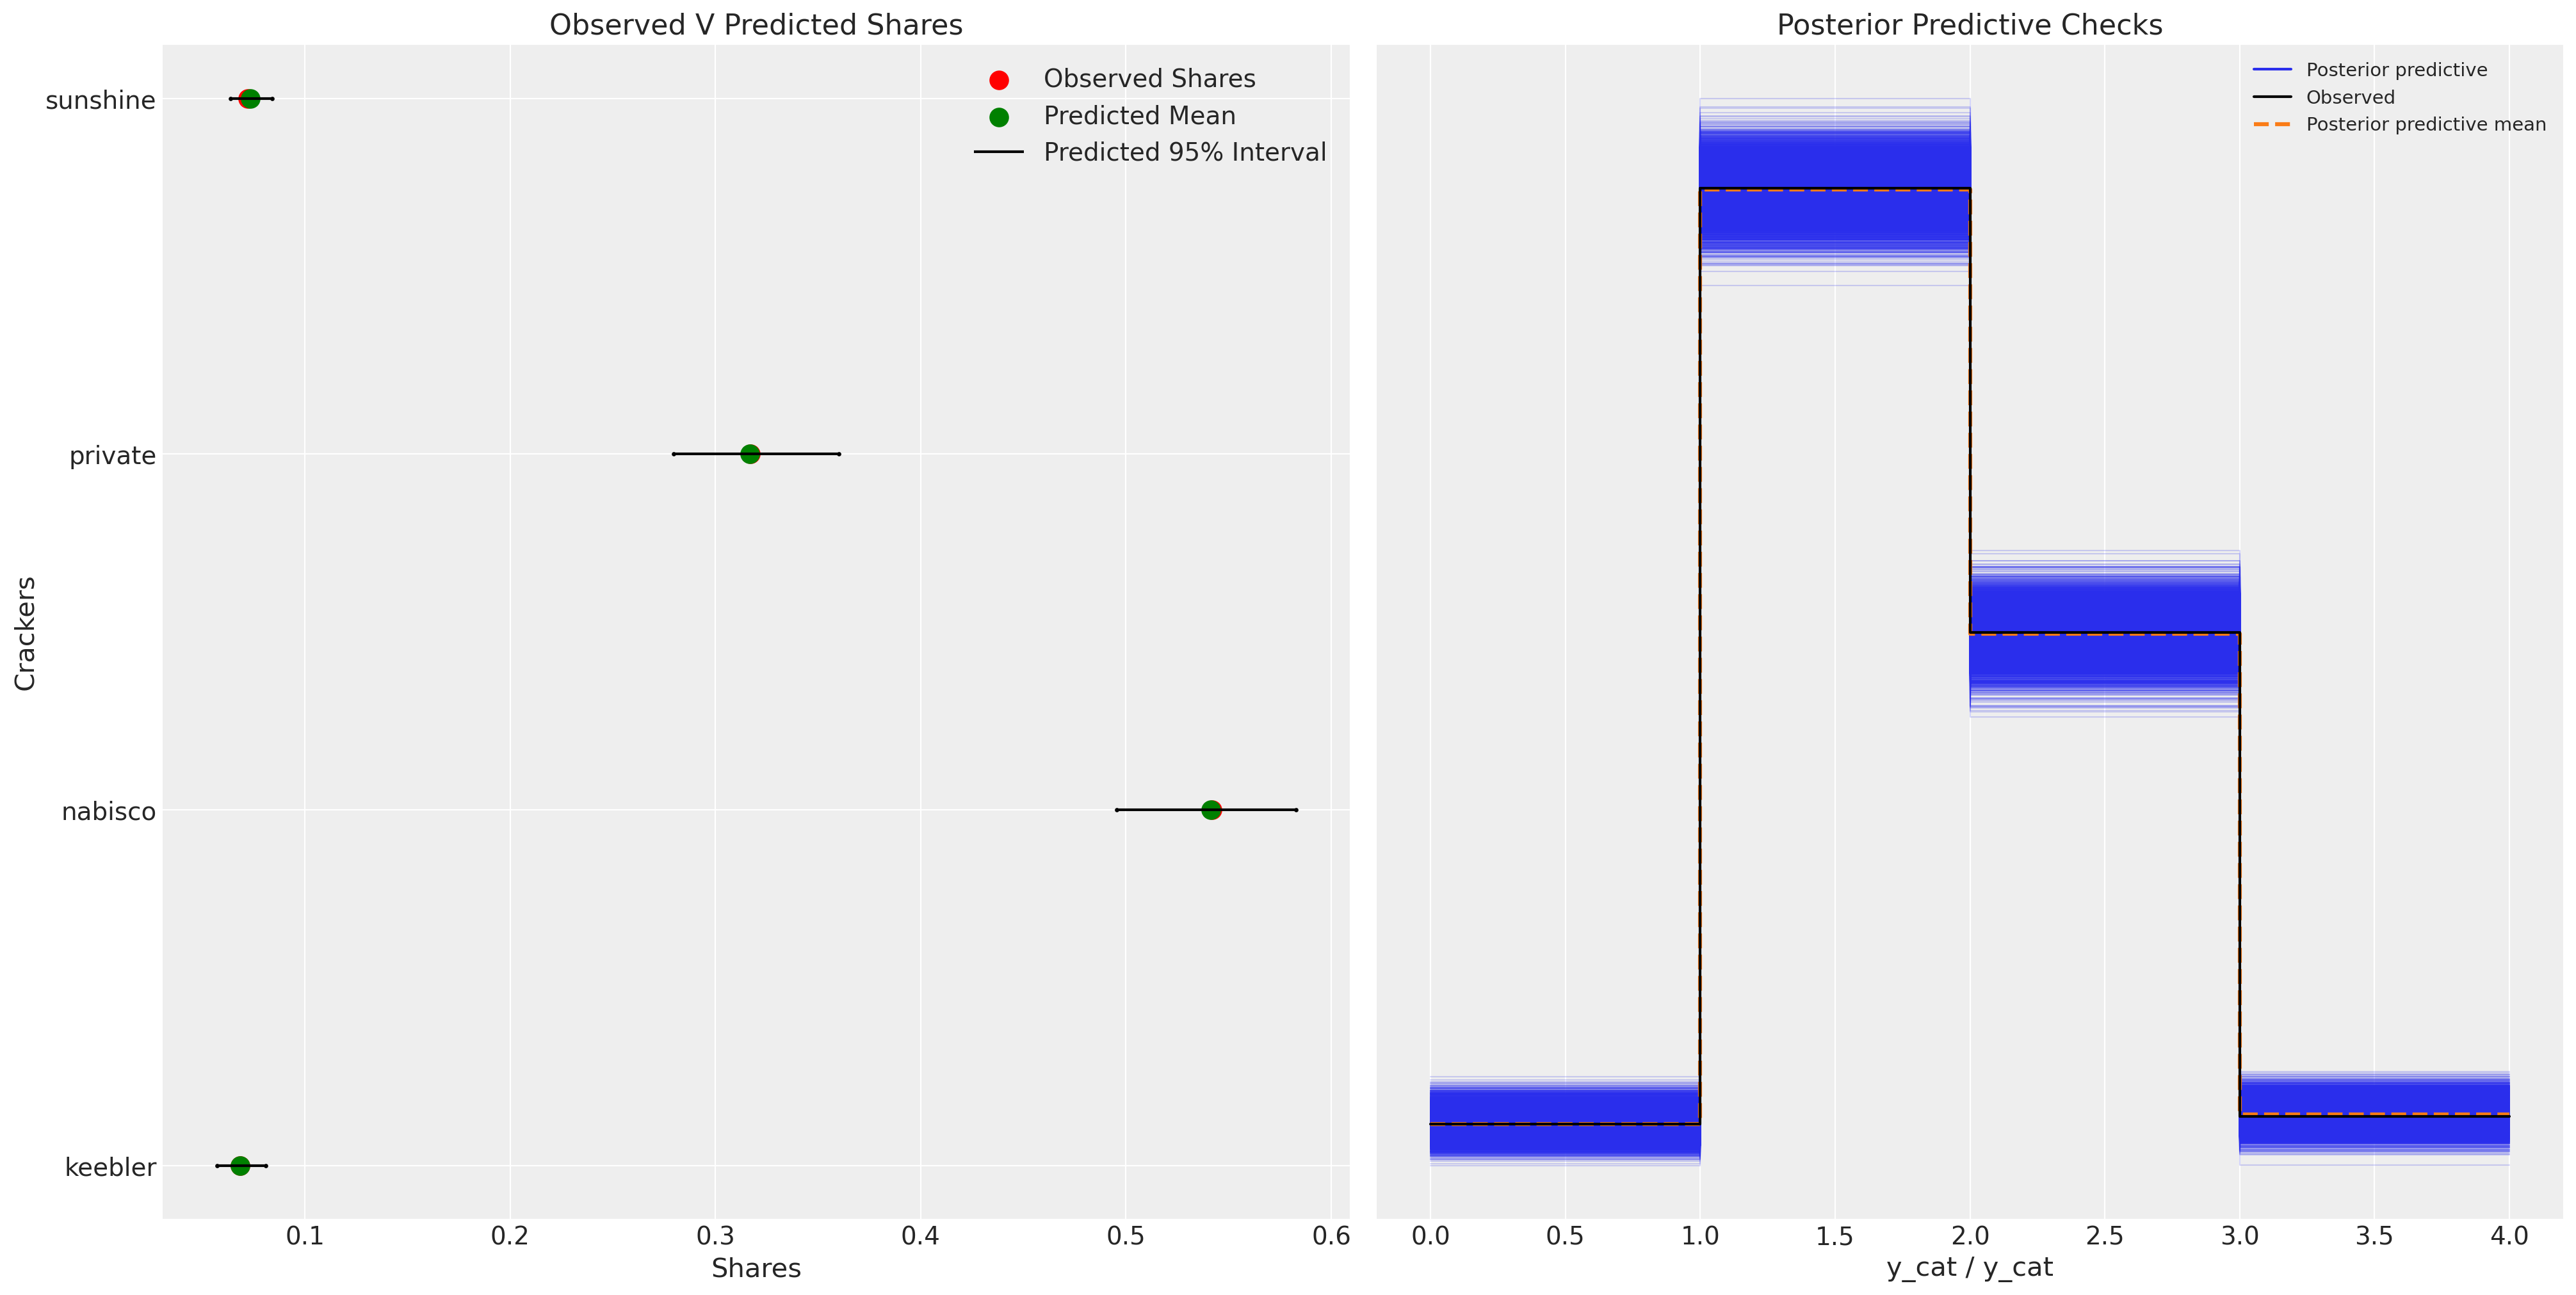 Observed V Predicted Shares
Observed Shares
Predicted Mean
Predicted 95% Interval
sunshine
private
nabisco
keebler
Crackers
0.1 0.2 0.3 0.4 0.5 0.6
Shares
Posterior Predictive Checks
Posterior predictive
Observed
Posterior predictive mean
0.0 0.5 1.0 1.5 2.0 2.5 3.0 3.5 4.0
y_cat / y_cat